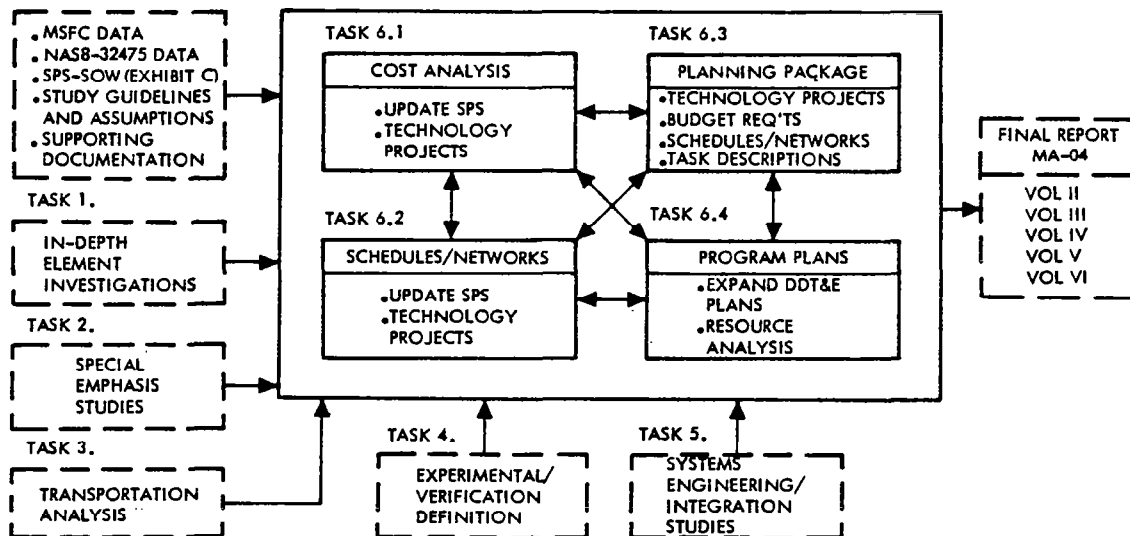 .MSFC DATA
.NAS8-32475 DATA
.SPS-SOW (EXHIBIT C)
.STUDY GUIDELINES
AND ASSUMPTIONS
.SUPPORTING
DOCUMENTATION
TASK 1.
IN-DEPTH
ELEMENT
INVESTIGATIONS
TASK 2.
SPECIAL
EMPHASIS
STUDIES
TASK 3.
TRANSPORTATION
ANALYSIS
TASK 6.1
COST ANALYSIS
.UPDATE SPS
.TECHNOLOGY
PROJECTS
TASK 6.3
PLANNING PACKAGE
.TECHNOLOGY PROJECTS
.BUDGET REQ'TS
.SCHEDULES/NETWORKS
.TASK DESCRIPTIONS
TASK 6.2
SCHEDULES/NETWORKS
.UPDATE SPS
.TECHNOLOGY
PROJECTS
TASK 6.4
PROGRAM PLANS
.EXPAND DDT&E
PLANS
.RESOURCE
ANALYSIS
TASK 4.
EXPERIMENTAL/
VERIFICATION
DEFINITION
TASK 5.
SYSTEMS
ENGINEERING/
INTEGRATION
STUDIES
FINAL REPORT
MA-04
VOL II
VOL III
VOL IV
VOL V
VOL VI